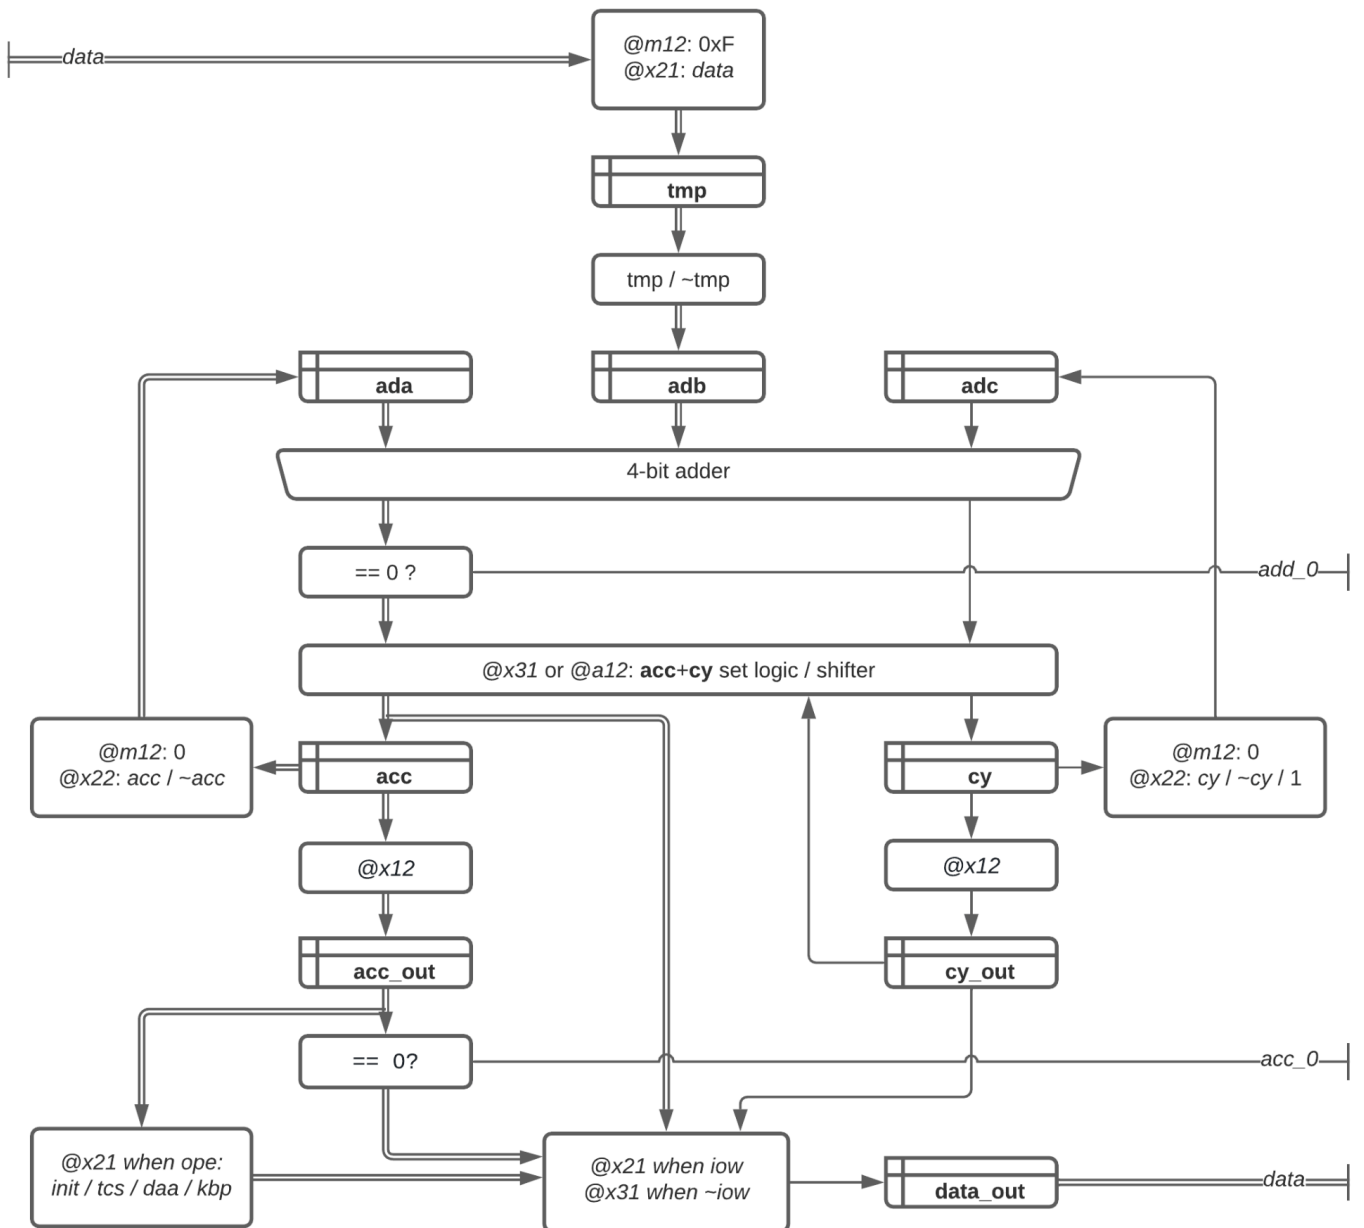 data
@m12: 0xF
@x21: data
tmp
tmp / ~tmp
ada
adb
adc
4-bit adder
== 0 ?
add_0
@x31 or @a12: acc+cy set logic / shifter
@m12: 0
@x22: acc / ~acc
acc
cy
@m12: 0
@x22: cy / ~cy / 1
@x12
@x12
acc_out
cy_out
== 0?
acc_0
@x21 when ope:
init / tcs / daa / kbp
@x21 when iow
@x31 when ~iow
data_out
data